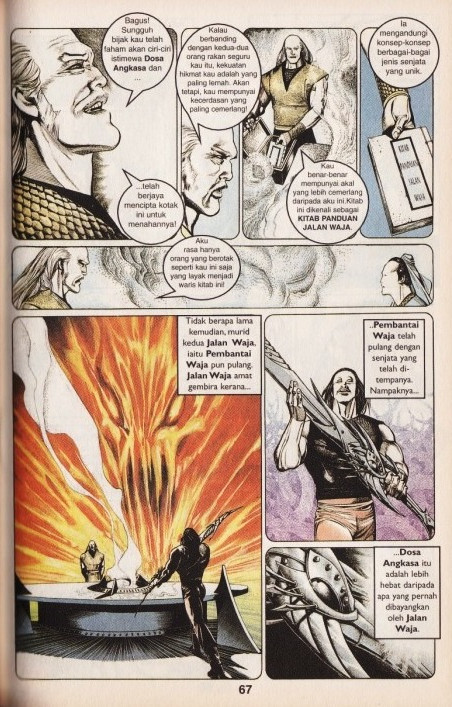 Bagus!
Sungguh
bijak kau telah
faham akan ciri-ciri
istimewa Dosa
Angkasa dan
...
...telah
berjaya
mencipta kotak
ini untuk
menahannya!
Kalau
berbanding
dengan kedua-dua
orang rakan seguru
kau itu, kekuatan
hikmat kau adalah yang
paling lemah. Akan
tetapi, kau mempunyai
kecerdasan yang
paling cemerlang!
Kau
benar-benar
mempunyai akal
yang lebih cemerlang
daripada aku ini.Kitab
ini dikenali sebagai
KITAB PANDUAN
JALAN WAJA.
Ia
mengandungi
konsep-konsep
berbagai-bagai
jenis senjata
yang unik.
KITAB
PANDUAN
JALAN
WAJA
Aku
rasa hanya
orang yang berotak
seperti kau ini saja
yang layak menjadi
waris kitab ini!
Tidak berapa lama
kemudian, murid
kedua Jalan Waja,
iaitu Pembantai
Waja pun pulang.
Jalan Waja amat
gembira kerana...
..Pembantai
Waja telah
pulang dengan
senjata yang
telah di-
tempanya.
Nampaknya...
...Dosa
Angkasa itu
adalah lebih
hebat daripada
apa yang pernah
dibayangkan
oleh Jalan
Waja.
67